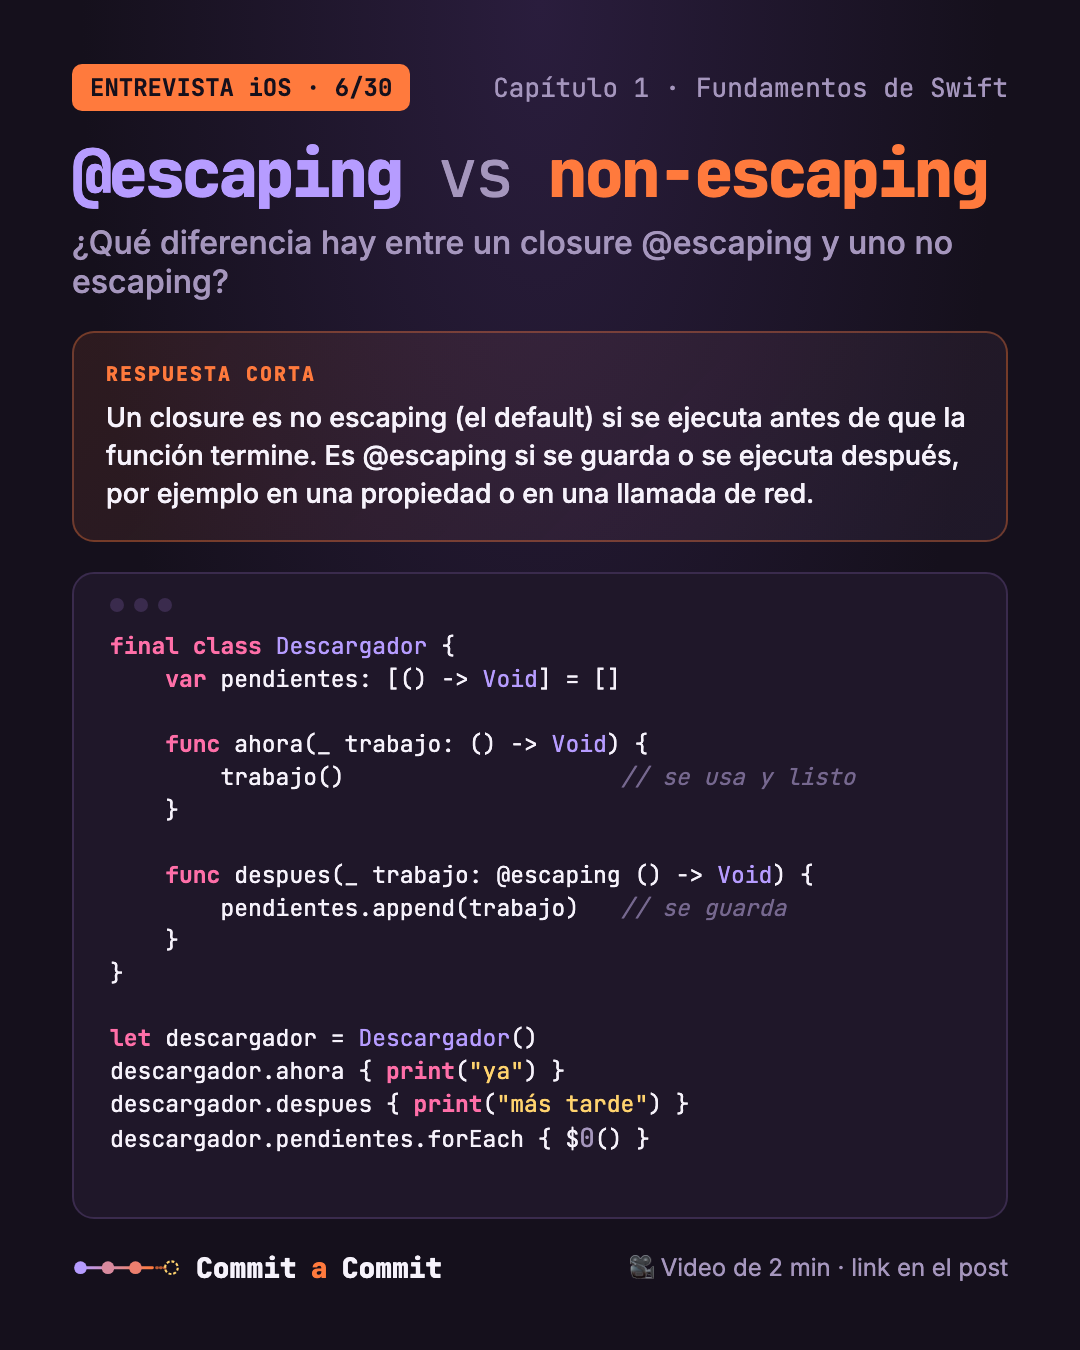 ENTREVISTA iOS · 6/30
Capítulo 1 · Fundamentos de Swift
@escaping vs non-escaping
¿Qué diferencia hay entre un closure @escaping y uno no
escaping?
RESPUESTA CORTA
Un closure es no escaping (el default) si se ejecuta antes de que la
función termine. Es @escaping si se guarda o se ejecuta después,
por ejemplo en una propiedad o en una llamada de red.
final class Descargador {
    var pendientes: [() -> Void] = []
    func ahora(_ trabajo: () -> Void) {
        trabajo()                    // se usa y listo
    }
    func despues(_ trabajo: @escaping () -> Void) {
        pendientes.append(trabajo)   // se guarda
    }
}
let descargador = Descargador()
descargador.ahora { print("ya") }
descargador.despues { print("más tarde") }
descargador.pendientes.forEach { $0() }
Commit a Commit
Video de 2 min · link en el post